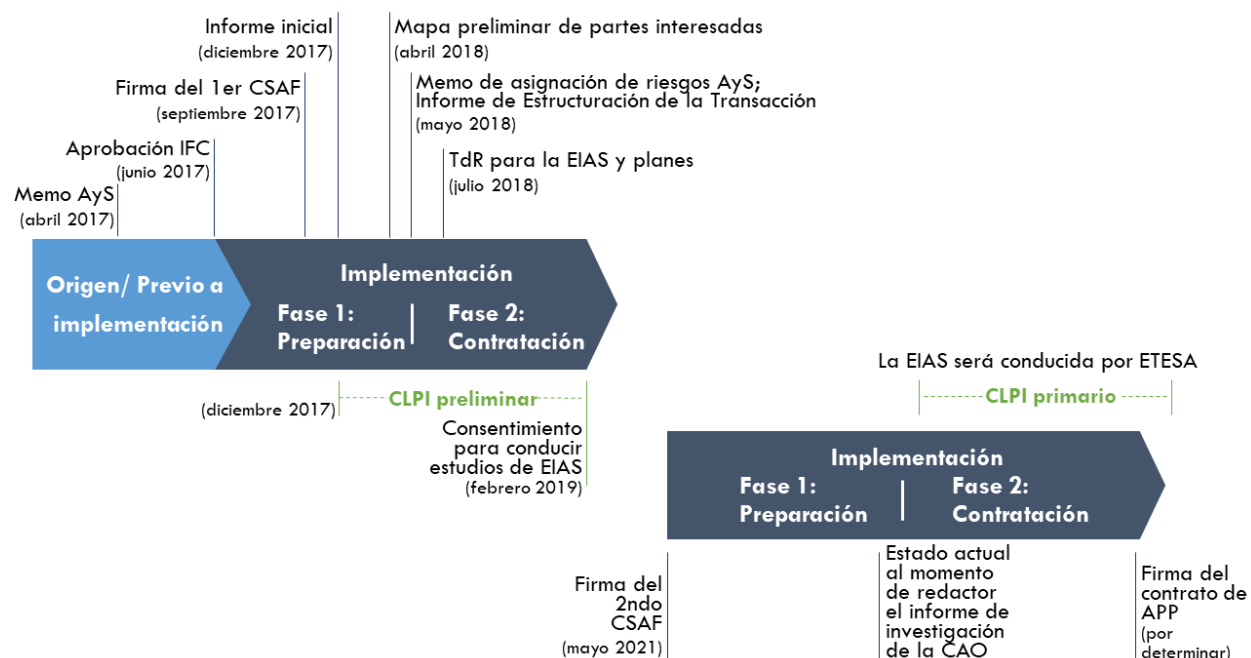 Informe inicial
(diciembre 2017)
Mapa preliminar de partes interesadas
(abril 2018)
Firma del 1er CSAF
(septiembre 2017)
Memo de asignación de riesgos AyS;
Informe de Estructuración de la Transacción
(mayo 2018)
Aprobación IFC
(junio 2017)
TdR para la EIAS y planes
(julio 2018)
Memo AyS
(abril 2017)
Origen/ Previo a
implementación
Implementación
Fase 1:
Preparación
Fase 2:
Contratación
(diciembre 2017)
CLPI preliminar
Consentimiento
para conducir
estudios de EIAS
(febrero 2019)
La EIAS será conducida por ETESA
CLPI primario
Implementación
Fase 1:
Preparación
Fase 2:
Contratación
Firma del
2ndo
CSAF
(mayo 2021)
Estado actual
al momento
de redactor
el informe de
investigación
de la CAO
Firma del
contrato de
APP
(por
determinar)